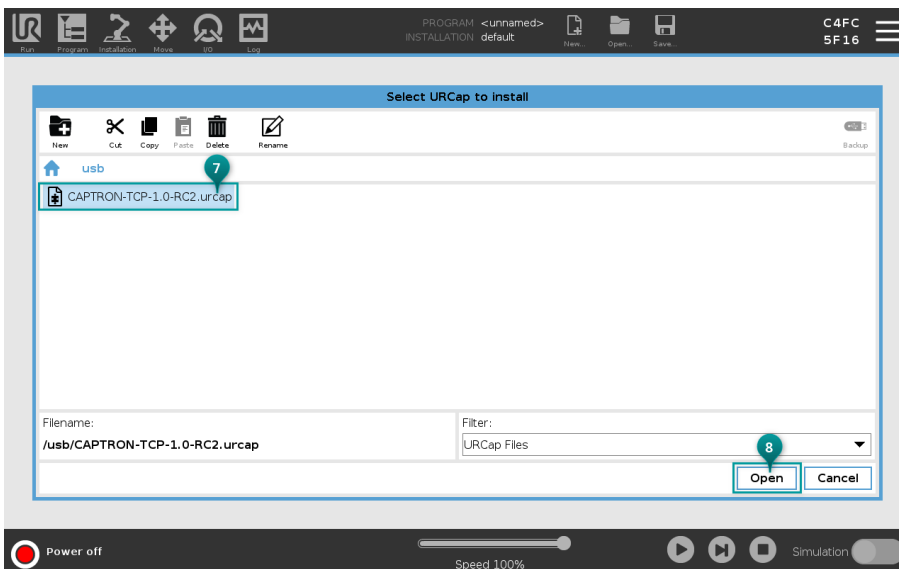 PROGRAM <unnamed>
INSTALLATION default
C4FC
5F16
Run Program Installation Move I/O Log New... Open... Save...
Select URCap to install
New Cut Copy Paste Delete Rename Backup
usb
7
CAPTRON-TCP-1.0-RC2.urcap
Filename:
/usb/CAPTRON-TCP-1.0-RC2.urcap
Filter:
URCap Files
8
Open Cancel
Power off
Speed 100%
Simulation